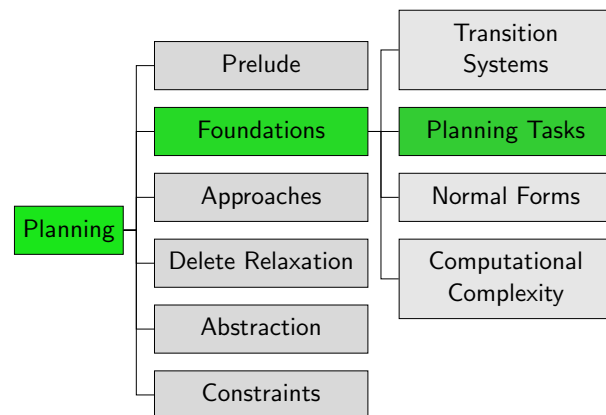 Planning
Prelude
Foundations
Approaches
Delete Relaxation
Abstraction
Constraints
Transition
Systems
Planning Tasks
Normal Forms
Computational
Complexity